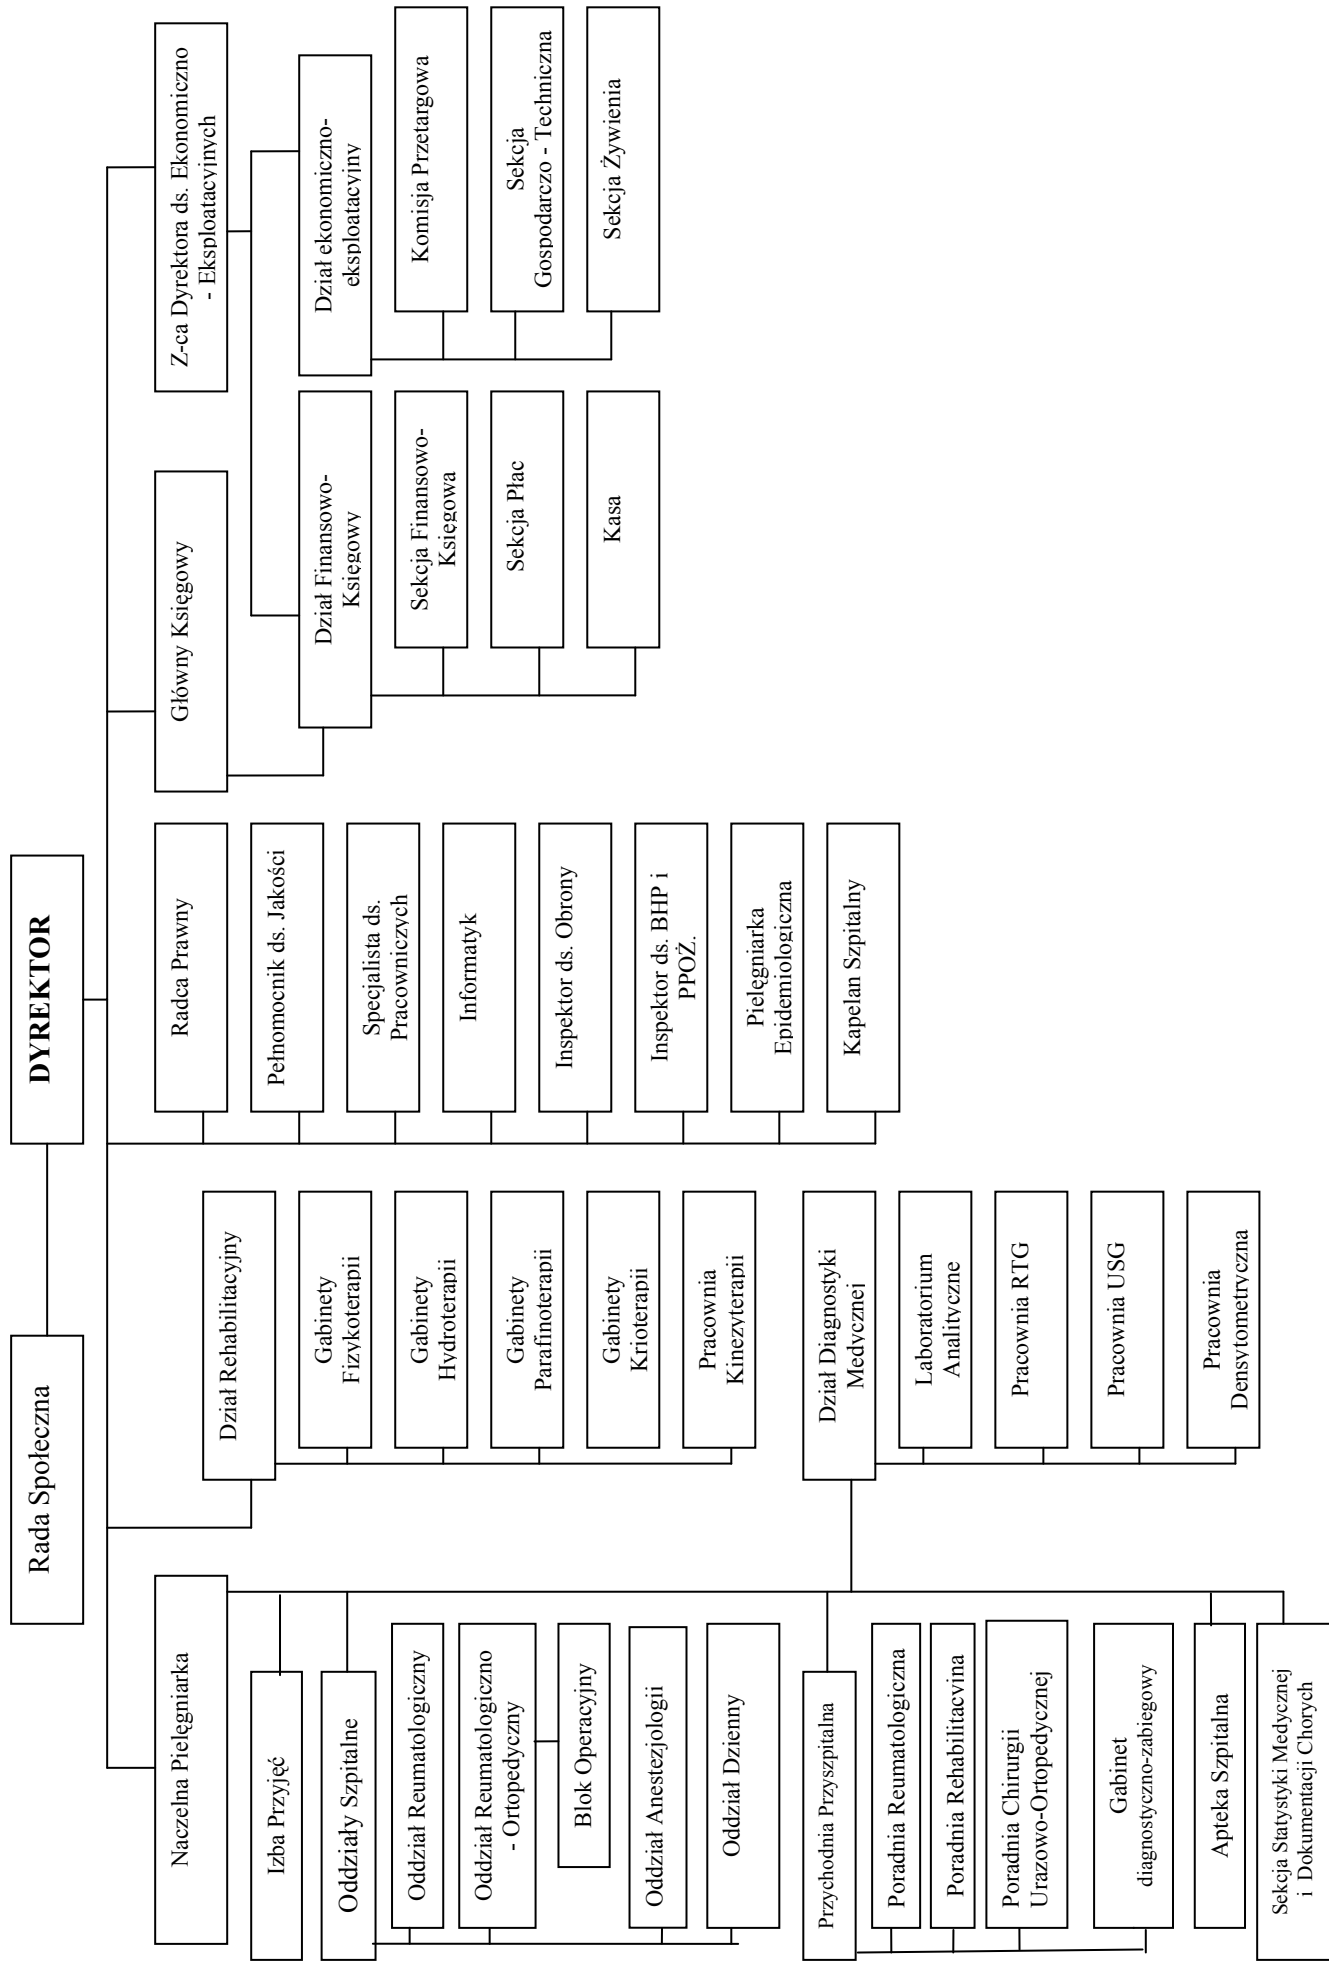 Rada Społeczna
DYREKTOR
Naczelna Pielęgniarka
Izba Przyjęć
Oddziały Szpitalne
Oddział Reumatologiczny
Oddział Reumatologiczno
- Ortopedyczny
Blok Operacyjny
Oddział Anestezjologii
Oddział Dzienny
Przychodnia Przyszpitalna
Poradnia Reumatologiczna
Poradnia Rehabilitacyjna
Poradnia Chirurgii
Urazowo-Ortopedycznej
Gabinet
diagnostyczno-zabiegowy
Apteka Szpitalna
Sekcja Statystyki Medycznej
i Dokumentacji Chorych
Dział Rehabilitacyjny
Gabinety
Fizykoterapii
Gabinety
Hydroterapii
Gabinety
Parafinoterapii
Gabinety
Krioterapii
Pracownia
Kinezyterapii
Dział Diagnostyki
Medycznej
Laboratorium
Analityczne
Pracownia RTG
Pracownia USG
Pracownia
Densytometryczna
Radca Prawny
Pełnomocnik ds. Jakości
Specjalista ds.
Pracowniczych
Informatyk
Inspektor ds. Obrony
Inspektor ds. BHP i
PPOŻ.
Pielęgniarka
Epidemiologiczna
Kapelan Szpitalny
Główny Księgowy
Dział Finansowo-
Księgowy
Sekcja Finansowo-
Księgowa
Sekcja Płac
Kasa
Z-ca Dyrektora ds. Ekonomiczno
- Eksploatacyjnych
Dział ekonomiczno-
eksploatacyjny
Komisja Przetargowa
Sekcja
Gospodarczo - Techniczna
Sekcja Żywienia